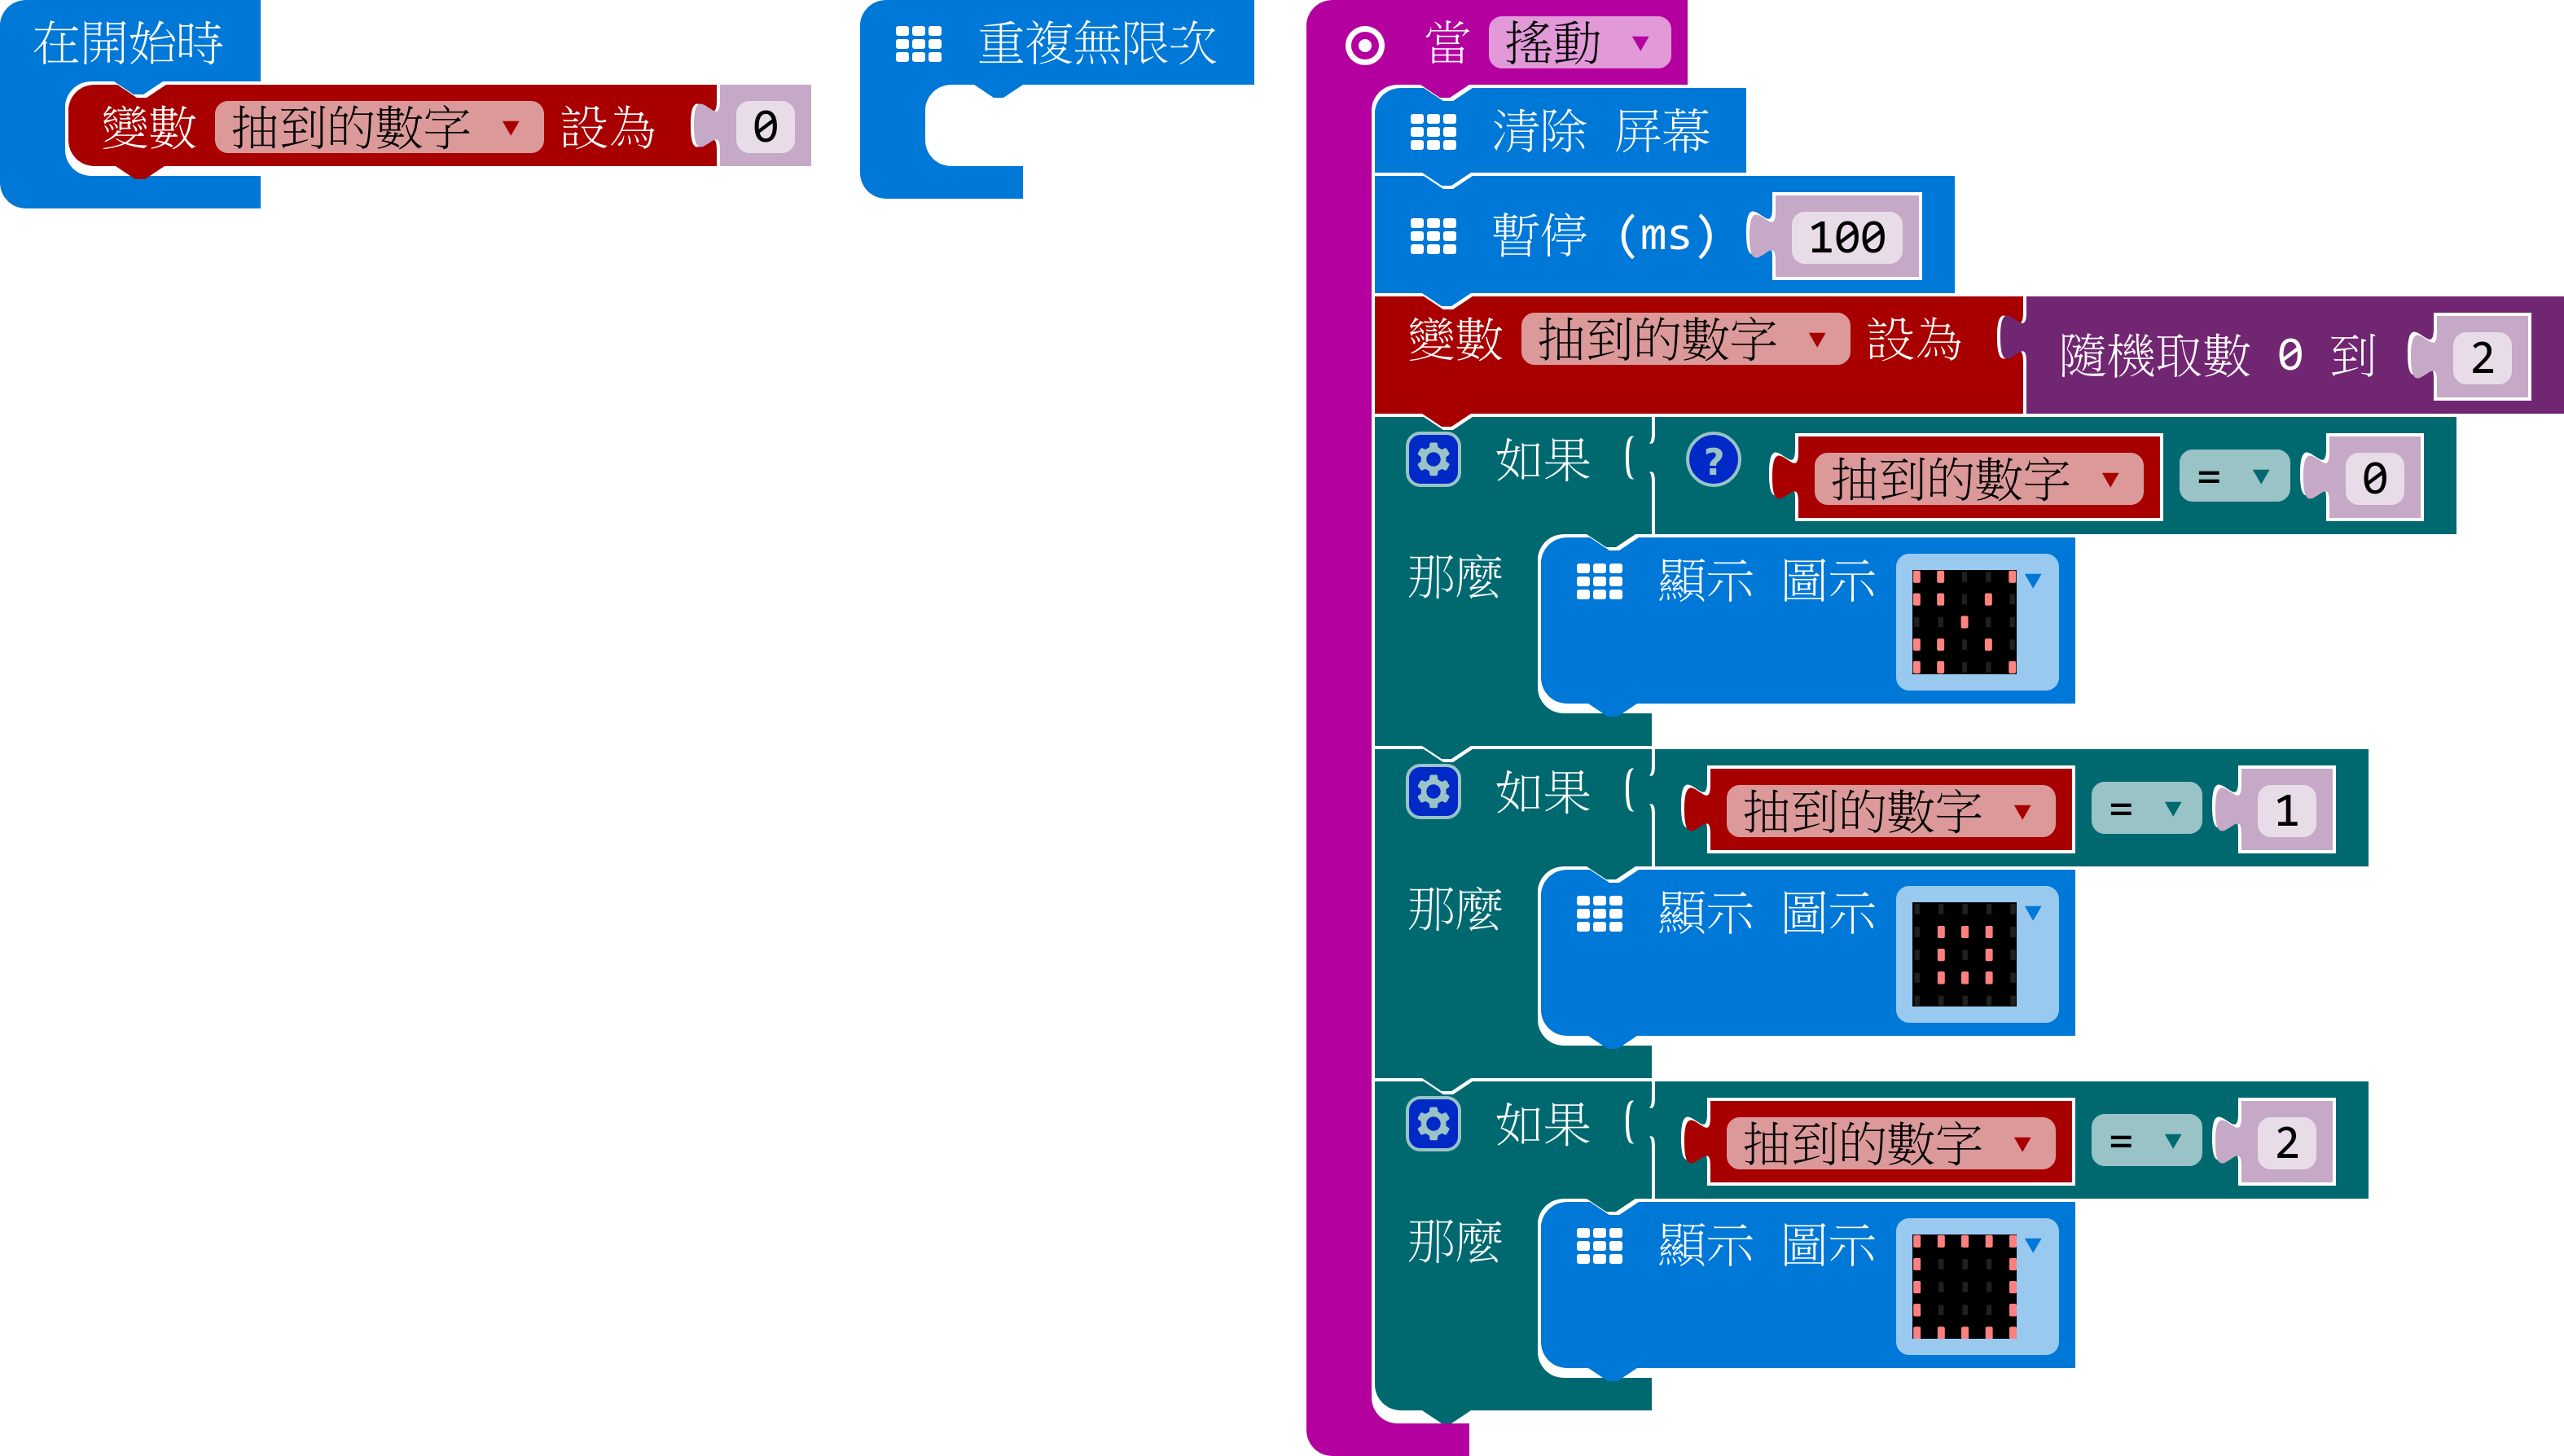 在開始時
變數 抽到的數字 設為 0
重複無限次
當 搖動
清除 屏幕
暫停 (ms) 100
變數 抽到的數字 設為 隨機取數 0 到 2
如果 ? 抽到的數字 = 0
那麼 顯示 圖示
如果 抽到的數字 = 1
那麼 顯示 圖示
如果 抽到的數字 = 2
那麼 顯示 圖示